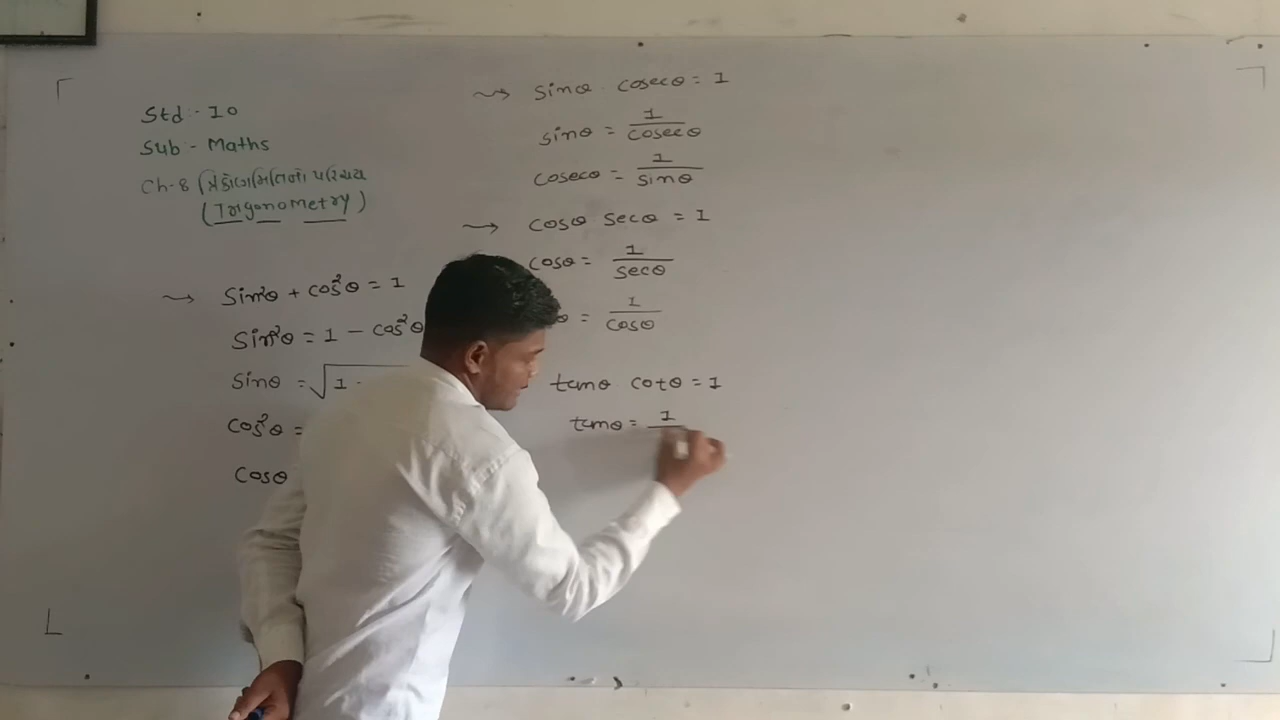 Std :- 10
Sub - Maths
Ch-8 ત્રિકોણમિતિનો પરિચય
(Trigonometry)
⇝ Sin²θ + cos²θ = 1
Sin²θ = 1 - cos²θ
Sinθ = √1 -
cos²θ =
Cosθ
⇝ Sinθ . cosecθ = 1
sinθ = 1/cosecθ
cosecθ = 1/sinθ
⇝ cosθ secθ = 1
cosθ = 1/secθ
θ = 1/cosθ
tanθ cotθ = 1
tanθ = 1